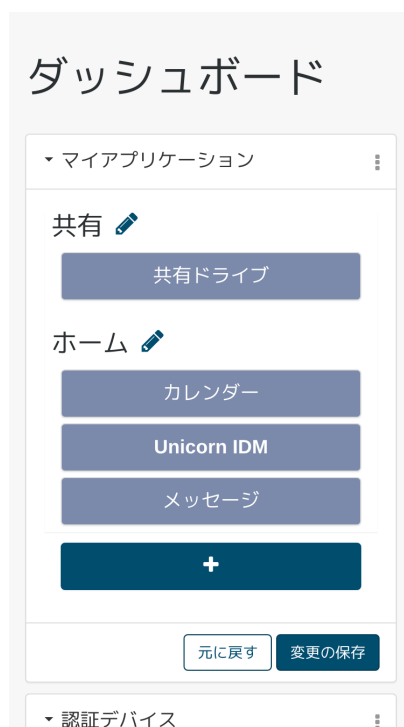 ダッシュボード
マイアプリケーション
共有
共有ドライブ
ホーム
カレンダー
Unicorn IDM
メッセージ
+
元に戻す
変更の保存
認証デバイス